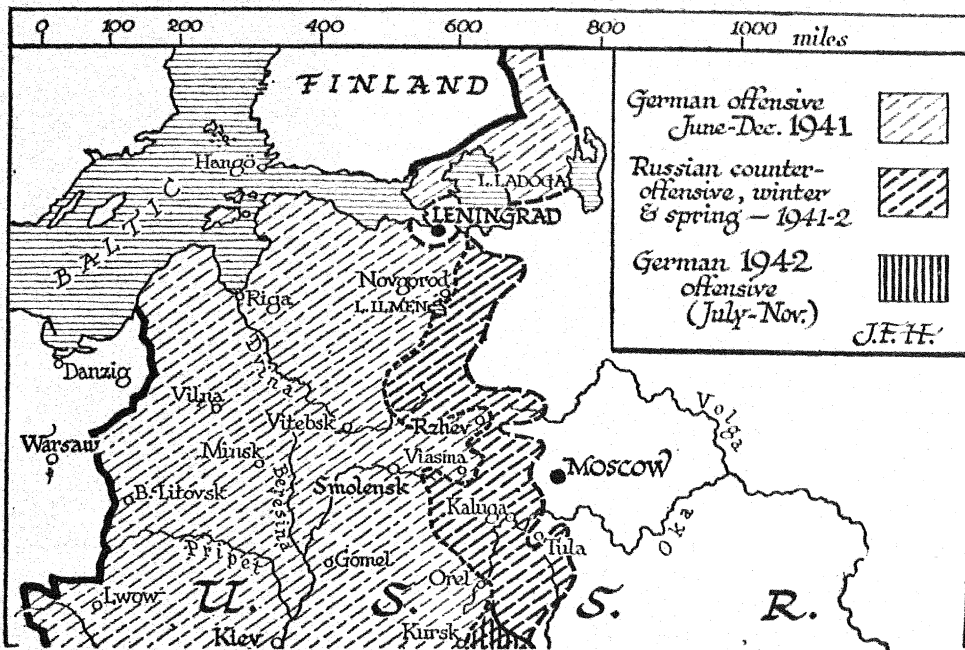 0 100 200 400 600 800 1000 miles
FINLAND
German offensive
June-Dec. 1941
Russian counter-
offensive, winter
& spring – 1941-2
German 1942
offensive
(July-Nov.)
J.F.H.
Hangö
L. LADOGA
LENINGRAD
BALTIC
Novgorod
L. ILMEN
Riga
Dvina
Danzig
Vilna
Vitebsk
Rzhev
Volga
Warsaw
Minsk
Viasma
MOSCOW
Smolensk
B.-Litovsk
Beresina
Kaluga
Oka
Tula
Pripet
Gomel
Orel
Lwow
U. S. S. R.
Kiev
Kursk